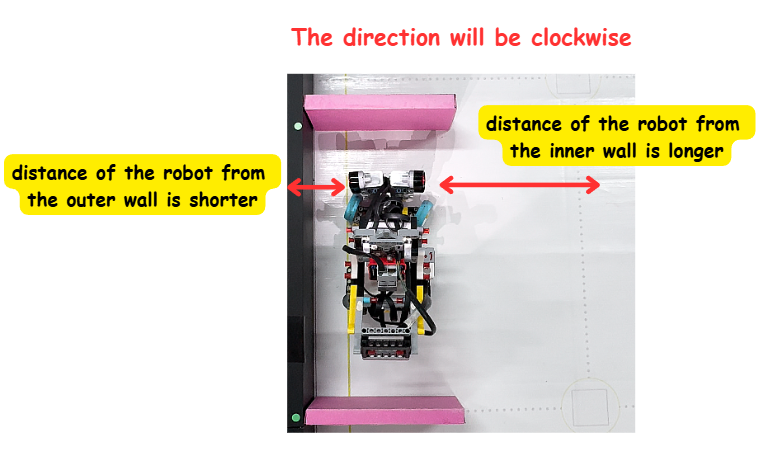 The direction will be clockwise
distance of the robot from
the inner wall is longer
distance of the robot from
the outer wall is shorter